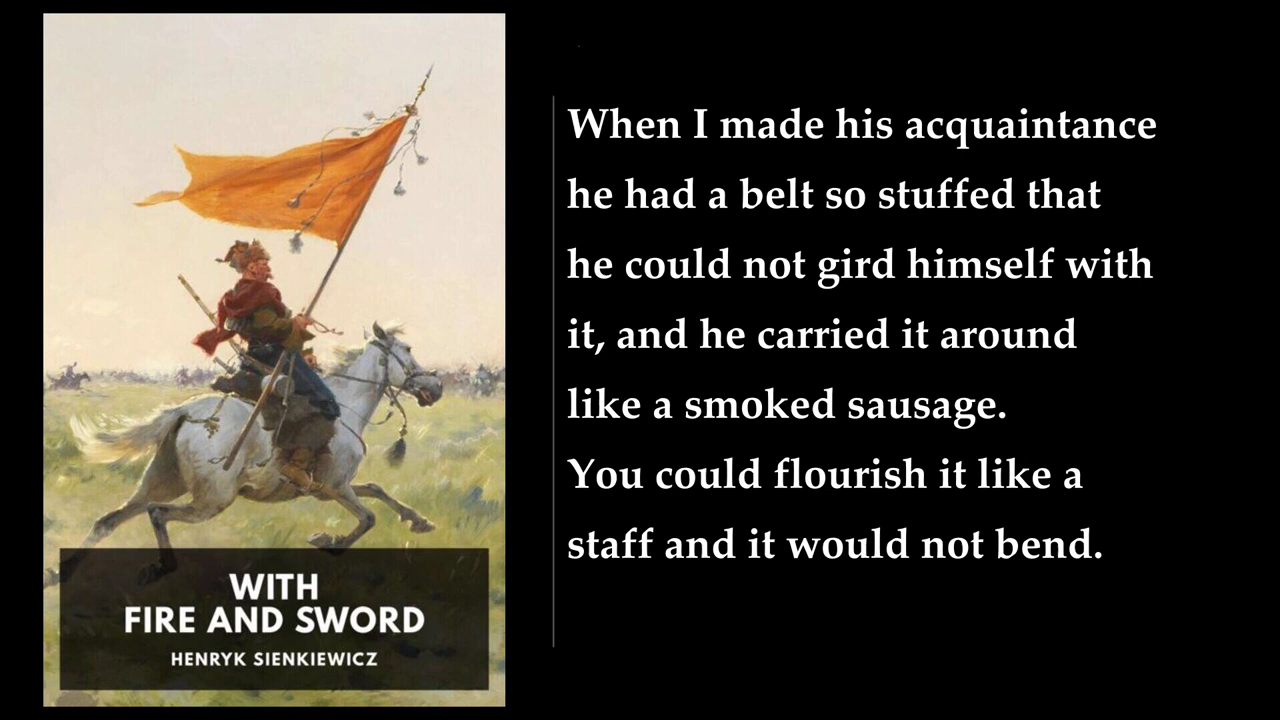 WITH
FIRE AND SWORD
HENRYK SIENKIEWICZ
When I made his acquaintance
he had a belt so stuffed that
he could not gird himself with
it, and he carried it around
like a smoked sausage.
You could flourish it like a
staff and it would not bend.